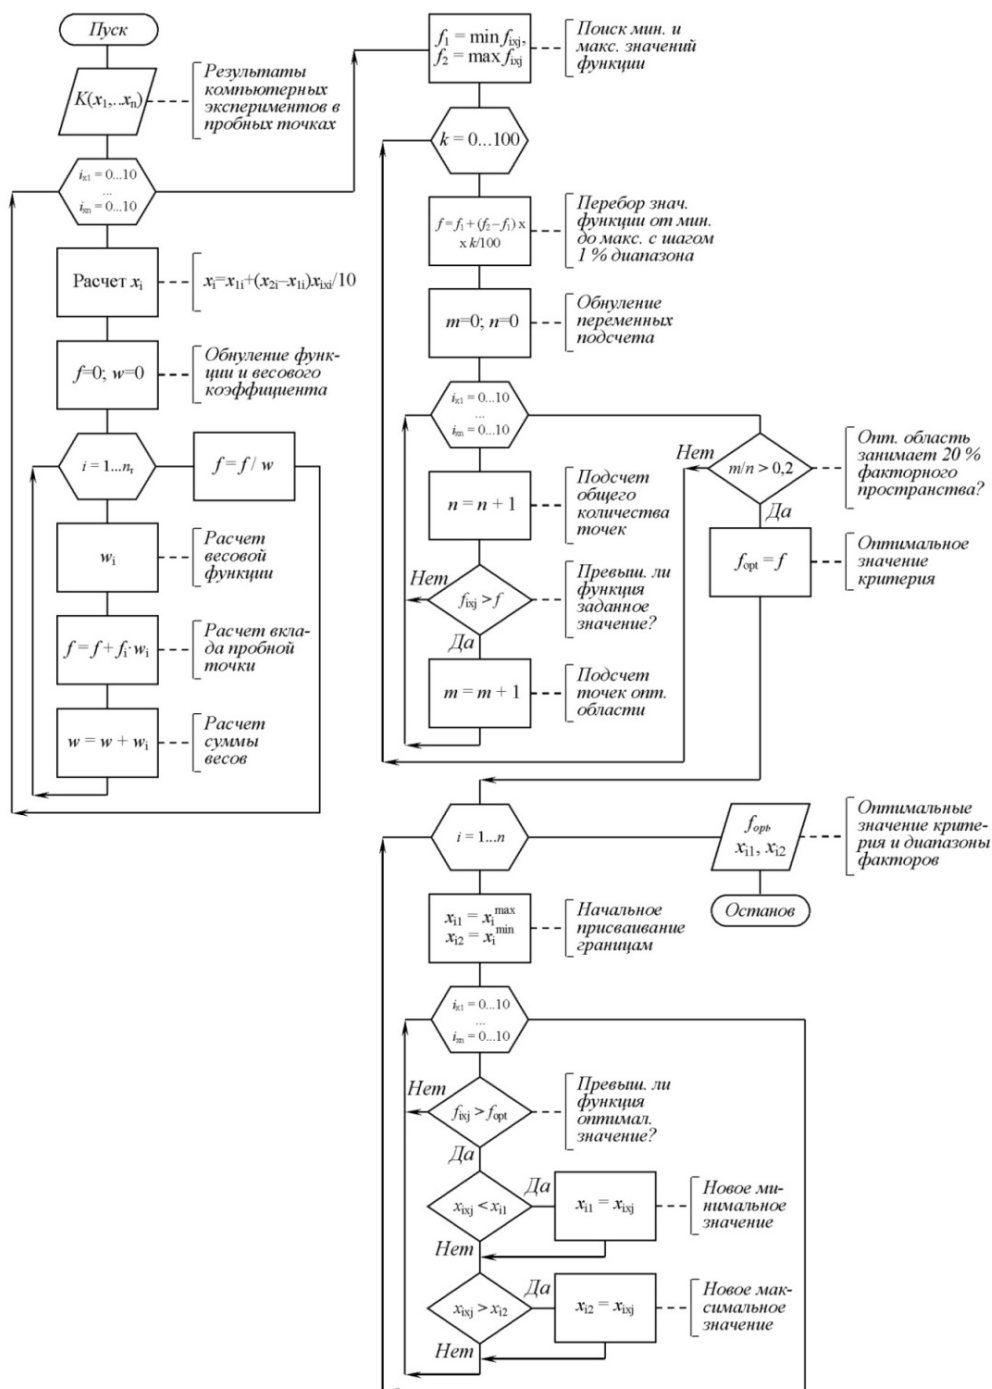 Пуск
K(x₁,..xₙ)
Результаты
компьютерных
экспериментов в
пробных точках
iₓ₁ = 0...10
...
iₓₙ = 0...10
Расчет xᵢ
xᵢ=x₁ᵢ+(x₂ᵢ–x₁ᵢ)xᵢₓᵢ/10
f=0; w=0
Обнуление функ-
ции и весового
коэффициента
i = 1...nт
f = f / w
wᵢ
Расчет
весовой
функции
f = f + fᵢ·wᵢ
Расчет вкла-
да пробной
точки
w = w + wᵢ
Расчет
суммы
весов
f₁ = min fᵢₓⱼ,
f₂ = max fᵢₓⱼ
Поиск мин. и
макс. значений
функции
k = 0...100
f = f₁ + (f₂ – f₁) x
x k/100
Перебор знач.
функции от мин.
до макс. с шагом
1 % диапазона
m=0; n=0
Обнуление
переменных
подсчета
iₓ₁ = 0...10
...
iₓₙ = 0...10
Нет
m/n > 0,2
Да
Опт. область
занимает 20 %
факторного
пространства?
n = n + 1
Подсчет
общего
количества
точек
fopt = f
Оптимальное
значение
критерия
Нет
fᵢₓⱼ > f
Да
Превыш. ли
функция
заданное
значение?
m = m + 1
Подсчет
точек опт.
области
i = 1...n
fopt,
xᵢ₁, xᵢ₂
Оптимальные
значение крите-
рия и диапазоны
факторов
Останов
xᵢ₁ = xᵢᵐᵃˣ
xᵢ₂ = xᵢᵐⁱⁿ
Начальное
присваивание
границам
iₓ₁ = 0...10
...
iₓₙ = 0...10
Нет
fᵢₓⱼ > fopt
Да
Превыш. ли
функция
оптимал.
значение?
xᵢₓⱼ < xᵢ₁
Да
Нет
xᵢ₁ = xᵢₓⱼ
Новое ми-
нимальное
значение
xᵢₓⱼ > xᵢ₂
Да
Нет
xᵢ₂ = xᵢₓⱼ
Новое мак-
симальное
значение